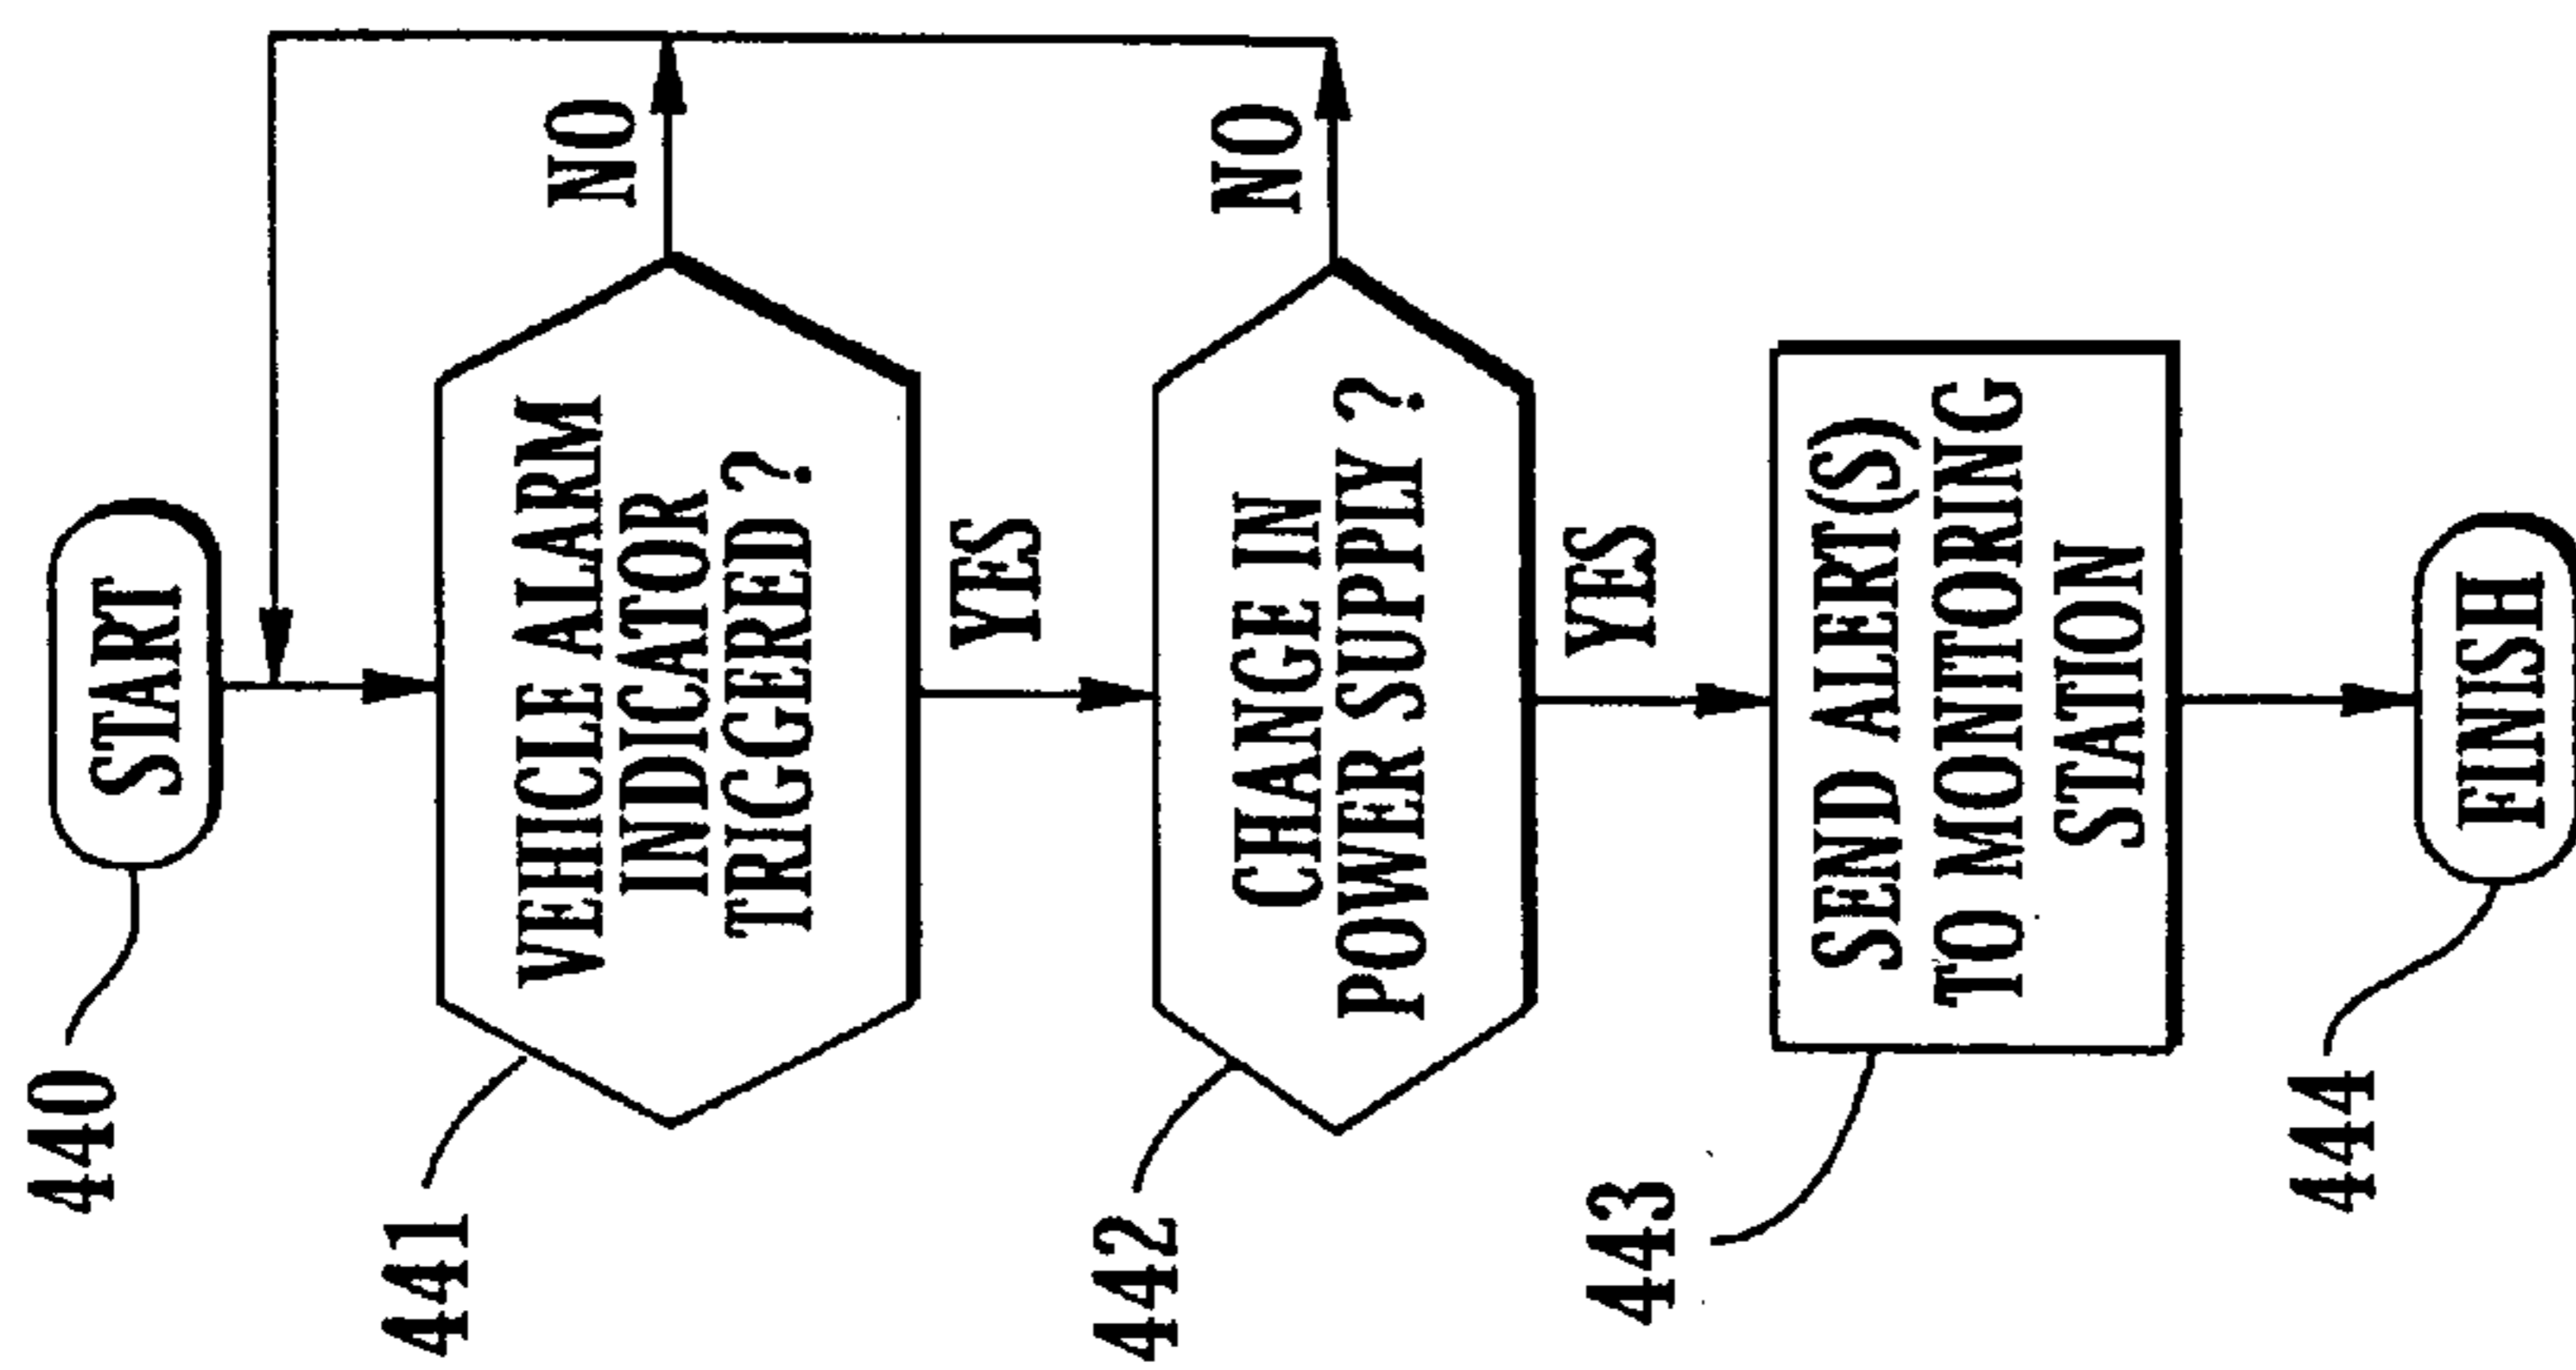 440
START
441
VEHICLE ALARM
INDICATOR
TRIGGERED ?
NO
YES
442
CHANGE IN
POWER SUPPLY ?
NO
YES
443
SEND ALERT(S)
TO MONITORING
STATION
444
FINISH